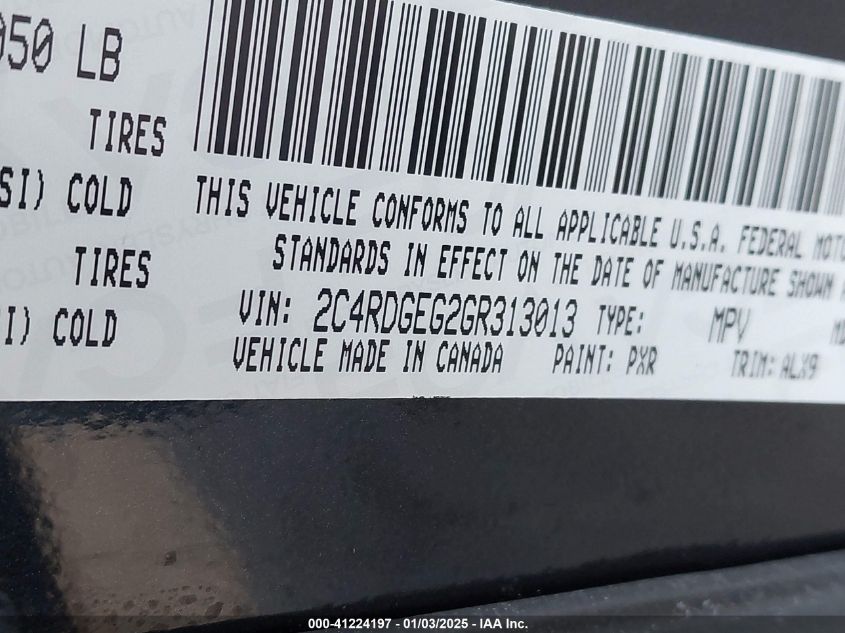 050 LB
TIRES
SI) COLD
TIRES
I) COLD
THIS VEHICLE CONFORMS TO ALL APPLICABLE U.S.A. FEDERAL MOTO
STANDARDS IN EFFECT ON THE DATE OF MANUFACTURE SHOWN
VIN: 2C4RDGEG2GR313013 TYPE: MPV
VEHICLE MADE IN CANADA PAINT: PXR TRIM: ALX9
000-41224197 - 01/03/2025 - IAA Inc.